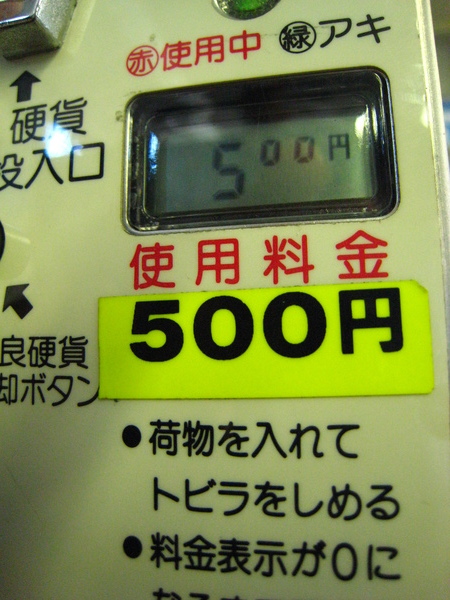 赤使用中 緑アキ
硬貨
投入口
500円
使用料金
500円
良硬貨
却ボタン
●荷物を入れて
トビラをしめる
●料金表示が0に